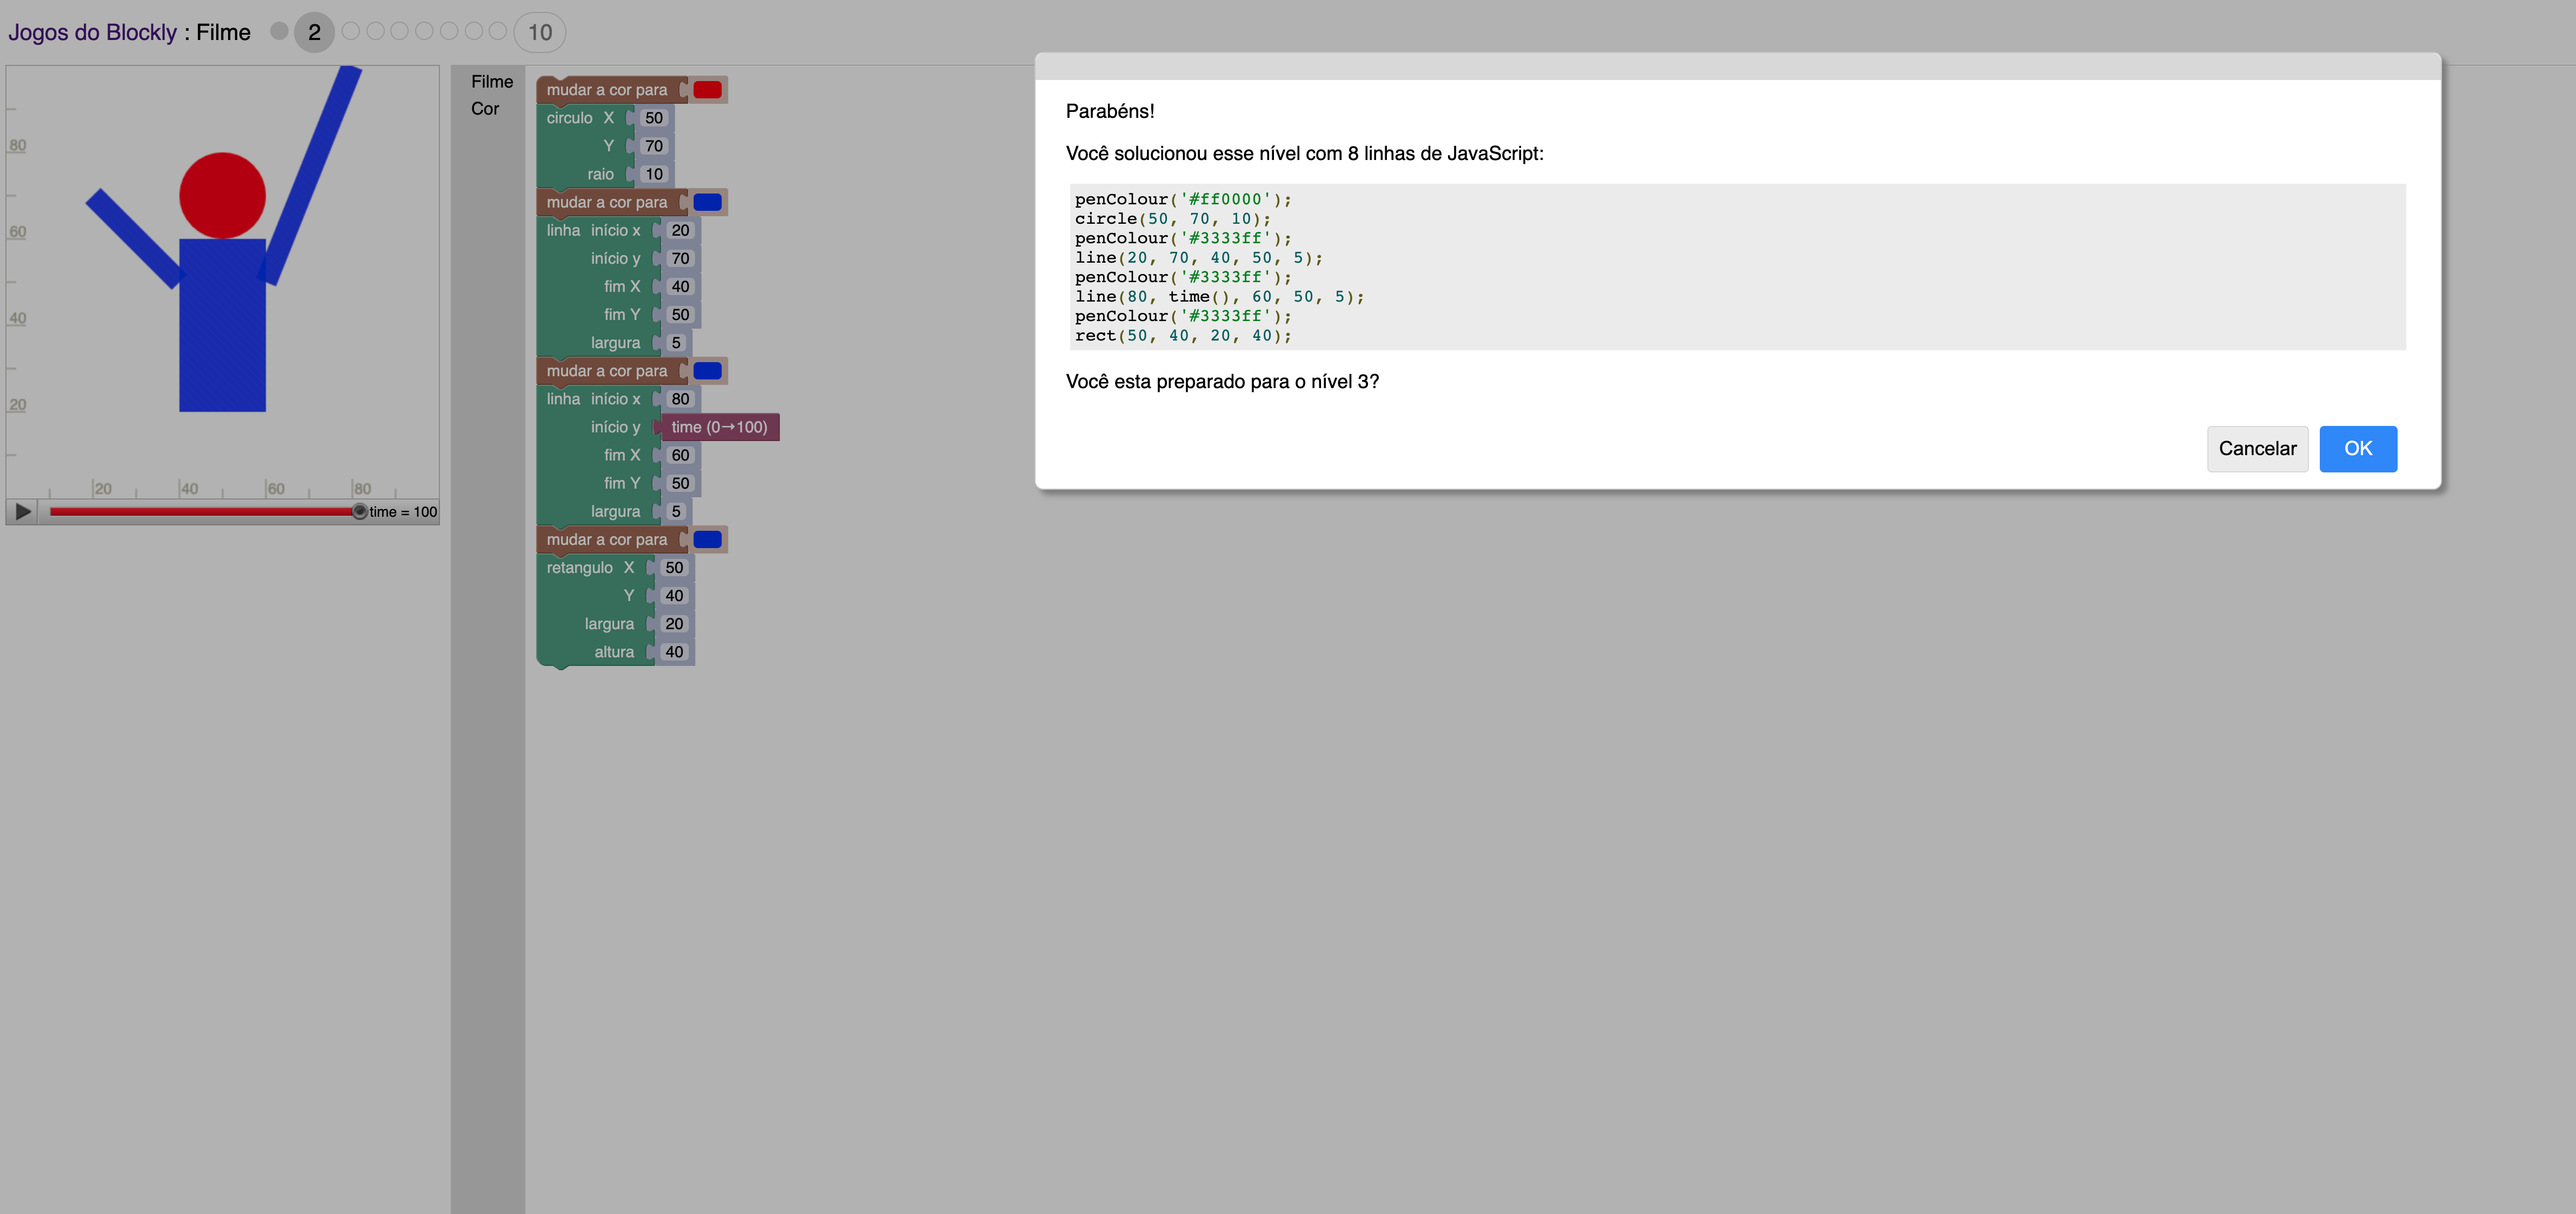 Jogos do Blockly : Filme 2 10
80
60
40
20
20 40 60 80
time = 100
Filme
Cor
mudar a cor para
circulo X 50
Y 70
raio 10
mudar a cor para
linha início x 20
início y 70
fim X 40
fim Y 50
largura 5
mudar a cor para
linha início x 80
início y time (0→100)
fim X 60
fim Y 50
largura 5
mudar a cor para
retangulo X 50
Y 40
largura 20
altura 40
Parabéns!
Você solucionou esse nível com 8 linhas de JavaScript:
penColour('#ff0000');
circle(50, 70, 10);
penColour('#3333ff');
line(20, 70, 40, 50, 5);
penColour('#3333ff');
line(80, time(), 60, 50, 5);
penColour('#3333ff');
rect(50, 40, 20, 40);
Você esta preparado para o nível 3?
Cancelar OK